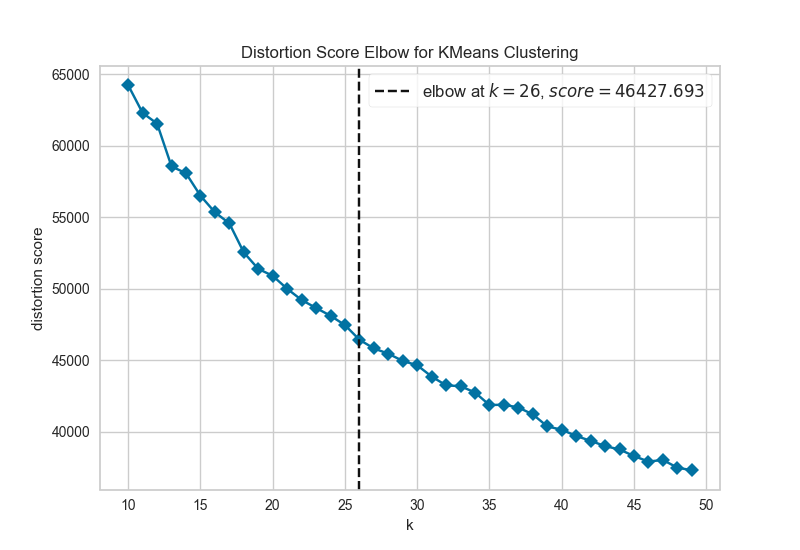 Distortion Score Elbow for KMeans Clustering
elbow at k = 26, score = 46427.693
distortion score
65000
60000
55000
50000
45000
40000
10 15 20 25 30 35 40 45 50
k